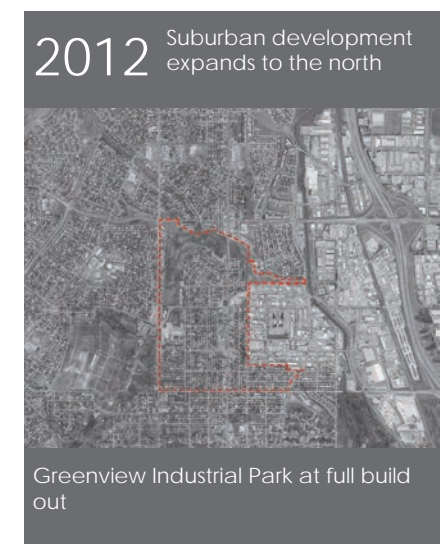 2012
Suburban development
expands to the north
Greenview Industrial Park at full build
out